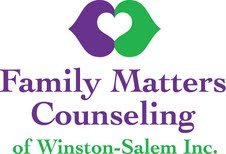 Family Matters
Counseling
of Winston-Salem Inc.